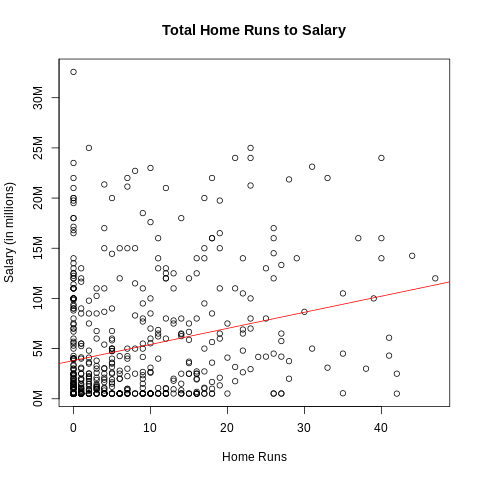 Total Home Runs to Salary
Salary (in millions)
30M
25M
20M
15M
10M
5M
0M
0 10 20 30 40
Home Runs